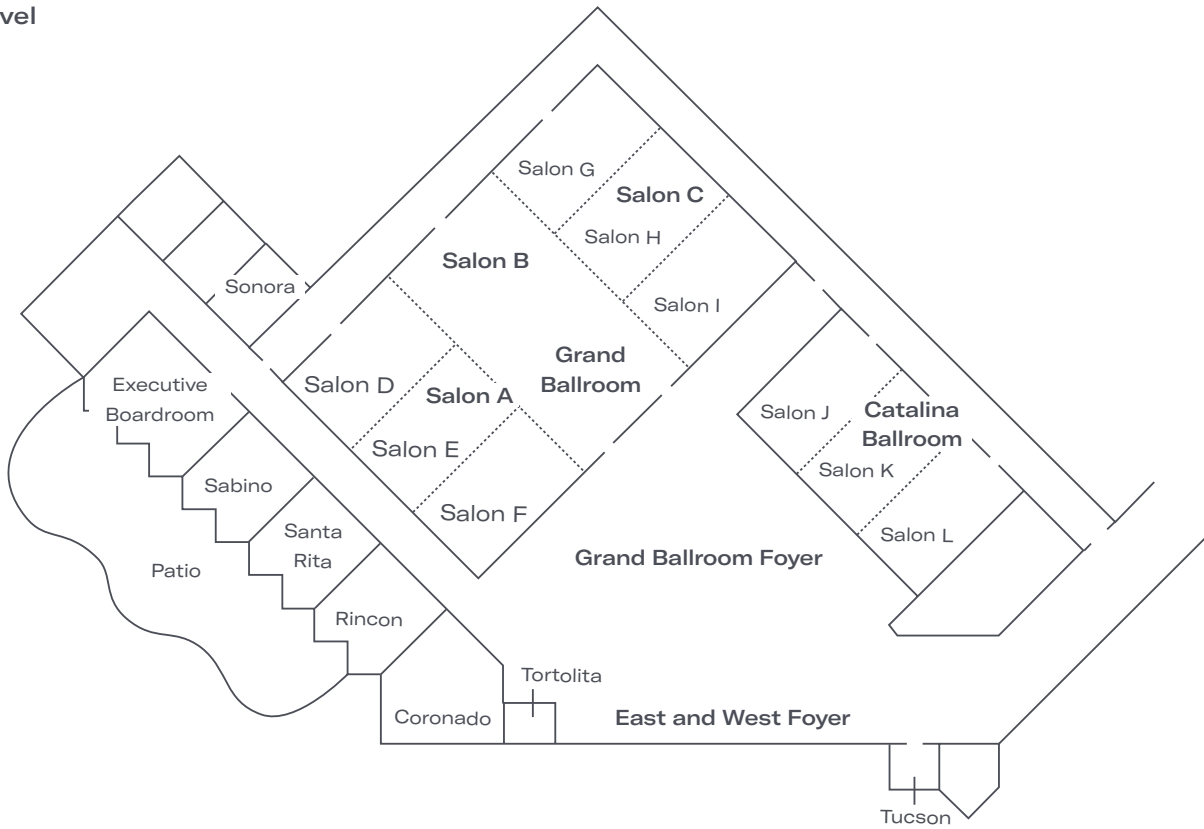 vel
Salon G
Salon C
Salon H
Salon B
Sonora
Salon I
Grand
Ballroom
Executive
Boardroom
Salon D
Salon A
Salon J
Catalina
Ballroom
Salon E
Salon K
Sabino
Salon F
Santa
Rita
Salon L
Grand Ballroom Foyer
Patio
Rincon
Tortolita
Coronado
East and West Foyer
Tucson